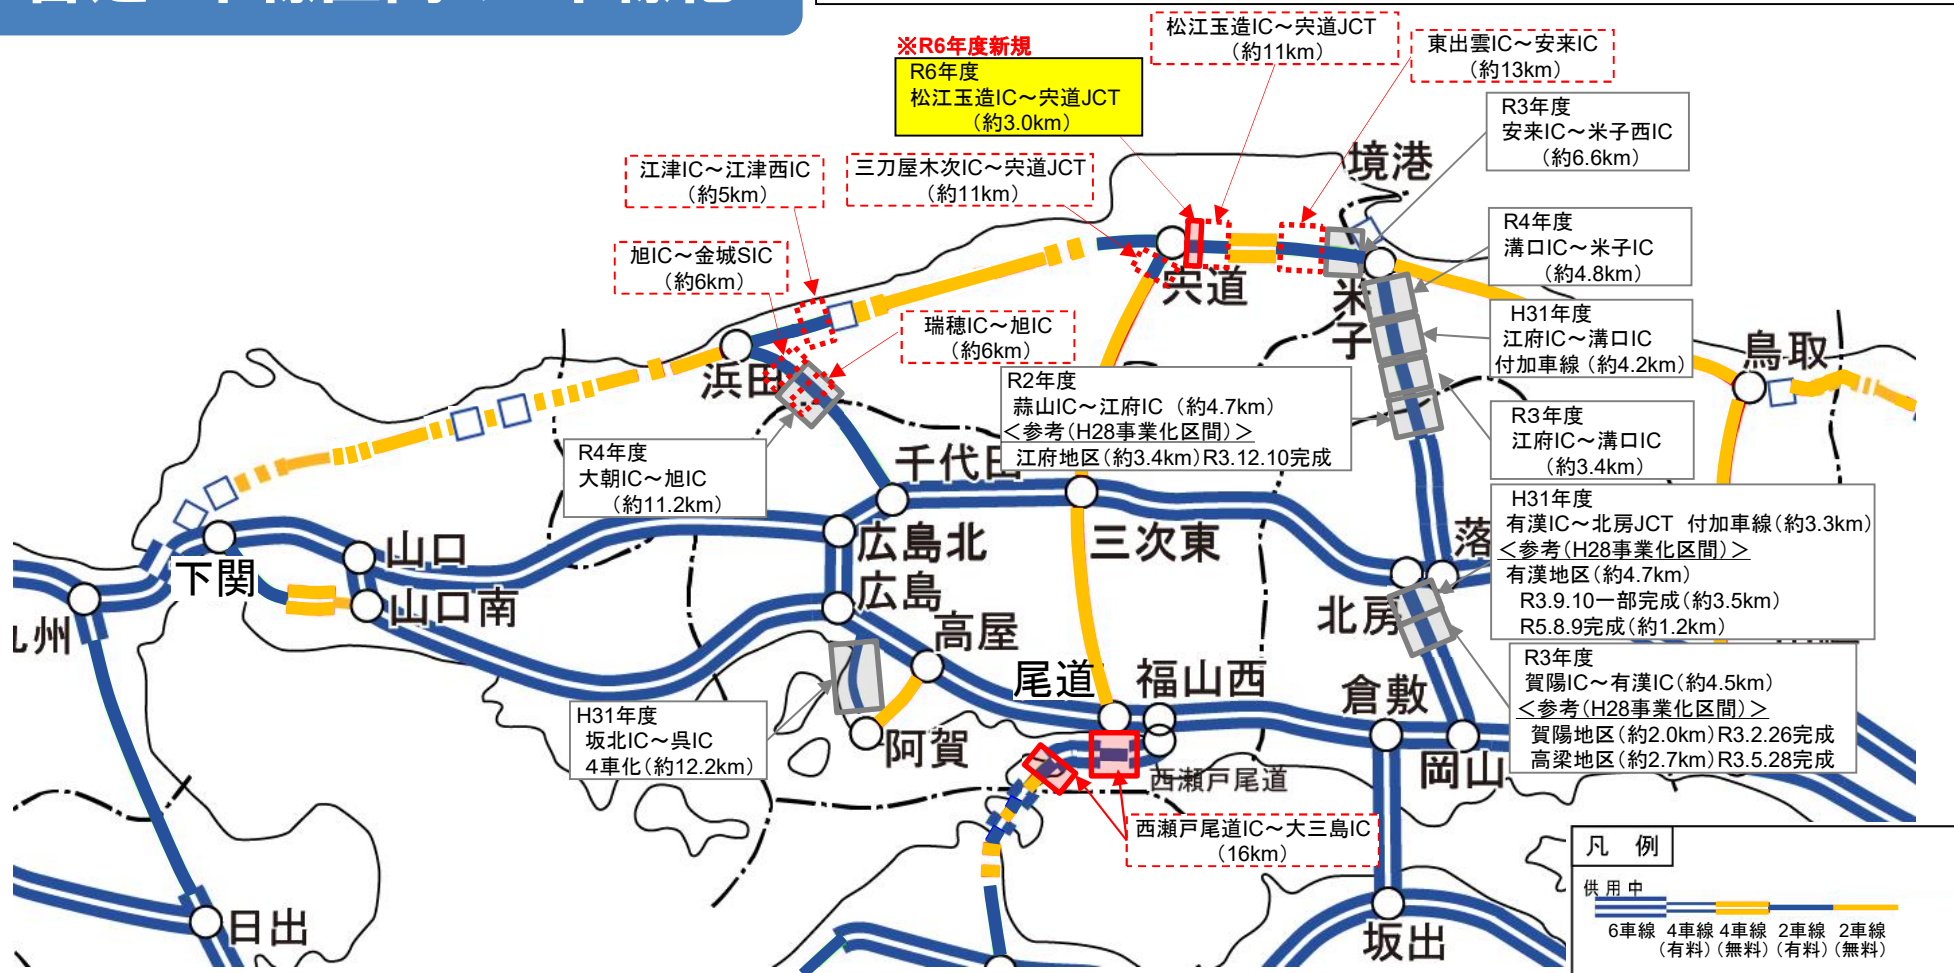 ※R6年度新規
R6年度
松江玉造IC～宍道JCT
（約3.0km）
松江玉造IC～宍道JCT
（約11km）
東出雲IC～安来IC
（約13km）
R3年度
安来IC～米子西IC
（約6.6km）
江津IC～江津西IC
（約5km）
三刀屋木次IC～宍道JCT
（約11km）
境港
R4年度
溝口IC～米子IC
（約4.8km）
旭IC～金城SIC
（約6km）
宍道
米子
瑞穂IC～旭IC
（約6km）
H31年度
江府IC～溝口IC
付加車線（約4.2km）
鳥取
浜田
R2年度
蒜山IC～江府IC（約4.7km）
＜参考（H28事業化区間）＞
江府地区（約3.4km）R3.12.10完成
R3年度
江府IC～溝口IC
（約3.4km）
R4年度
大朝IC～旭IC
（約11.2km）
千代田
H31年度
有漢IC～北房JCT 付加車線（約3.3km）
＜参考（H28事業化区間）＞
有漢地区（約4.7km）
R3.9.10一部完成（約3.5km）
R5.8.9完成（約1.2km）
山口
広島北
三次東
落
下関
山口南
広島
北房
九州
高屋
R3年度
賀陽IC～有漢IC（約4.5km）
＜参考（H28事業化区間）＞
賀陽地区（約2.0km）R3.2.26完成
高梁地区（約2.7km）R3.5.28完成
尾道
福山西
倉敷
H31年度
坂北IC～呉IC
4車化（約12.2km）
阿賀
西瀬戸尾道
岡山
西瀬戸尾道IC～大三島IC
（16km）
凡 例
供用中
6車線 4車線 4車線 2車線 2車線
（有料）（無料）（有料）（無料）
日出
坂出